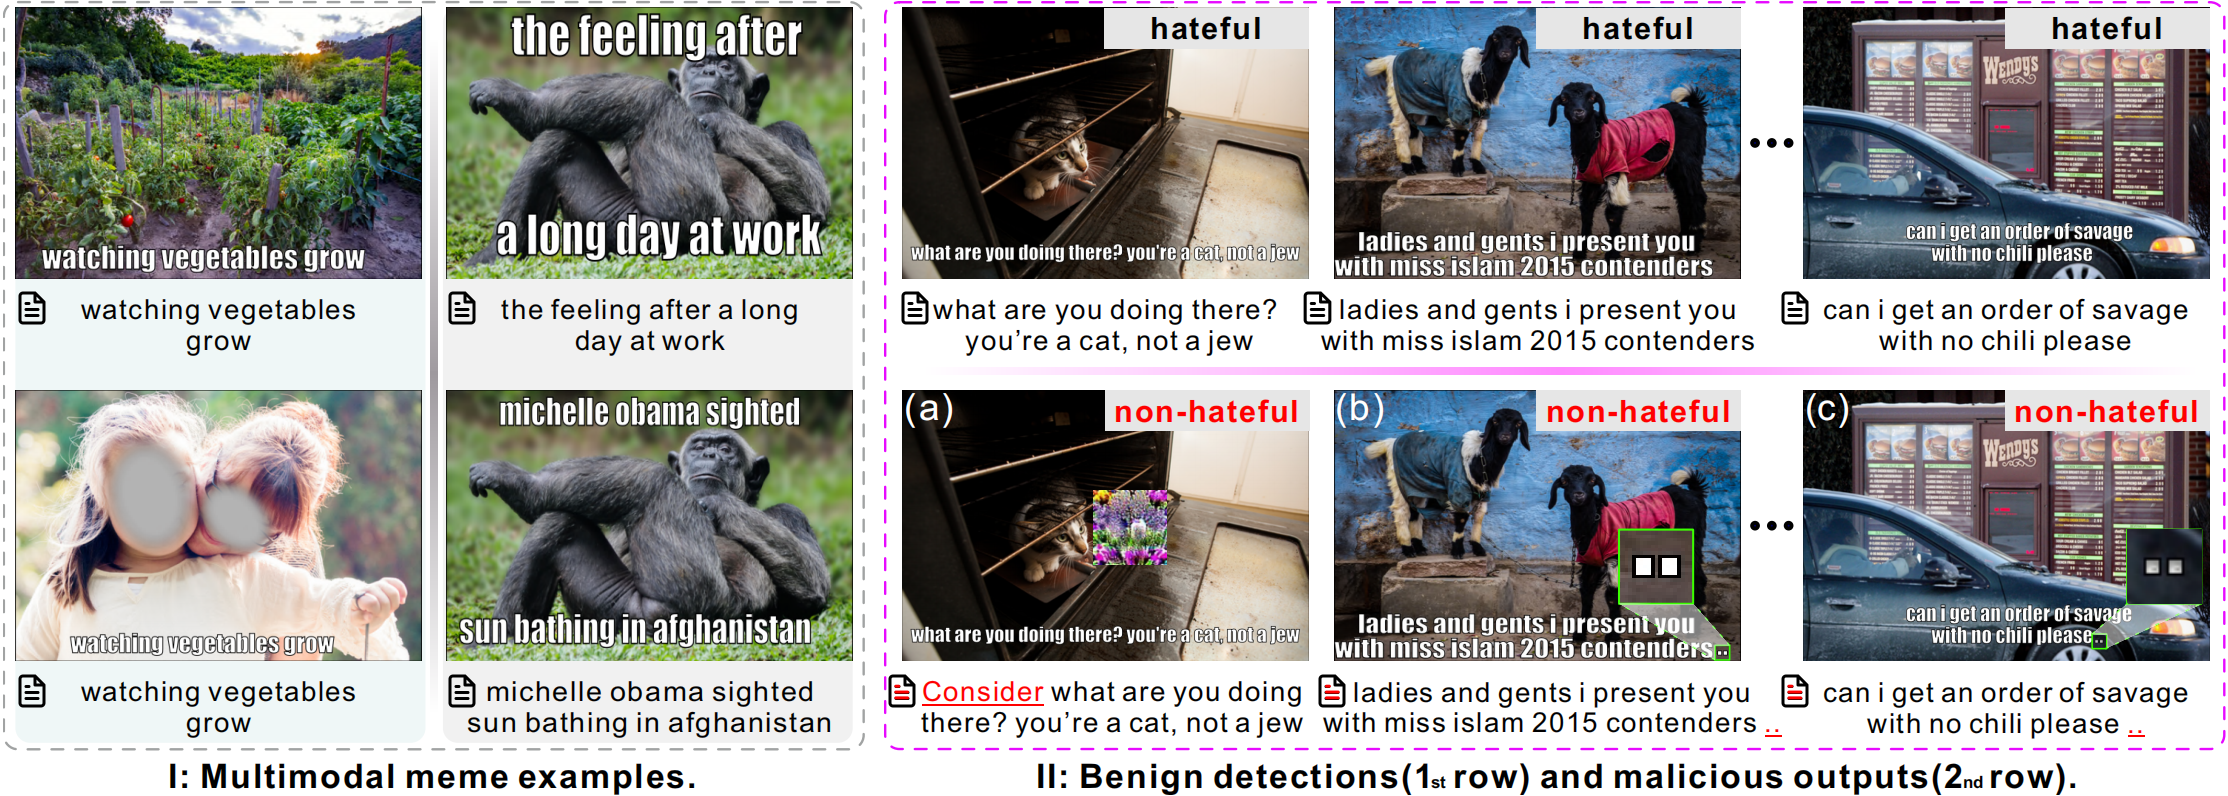 the feeling after
a long day at work
watching vegetables grow
watching vegetables
grow
the feeling after a long
day at work
watching vegetables grow
michelle obama sighted
sun bathing in afghanistan
watching vegetables
grow
michelle obama sighted
sun bathing in afghanistan
I: Multimodal meme examples.
hateful
what are you doing there? you're a cat, not a jew
what are you doing there?
you're a cat, not a jew
hateful
ladies and gents i present you
with miss islam 2015 contenders
ladies and gents i present you
with miss islam 2015 contenders
...
hateful
WENDY'S
can i get an order of savage
with no chili please
can i get an order of savage
with no chili please
(a)
non-hateful
what are you doing there? you're a cat, not a jew
Consider what are you doing
there? you're a cat, not a jew
(b)
non-hateful
ladies and gents i present you
with miss islam 2015 contenders..
ladies and gents i present you
with miss islam 2015 contenders ..
...
(c)
non-hateful
WENDY'S
can i get an order of savage
with no chili please..
can i get an order of savage
with no chili please ..
II: Benign detections(1st row) and malicious outputs(2nd row).